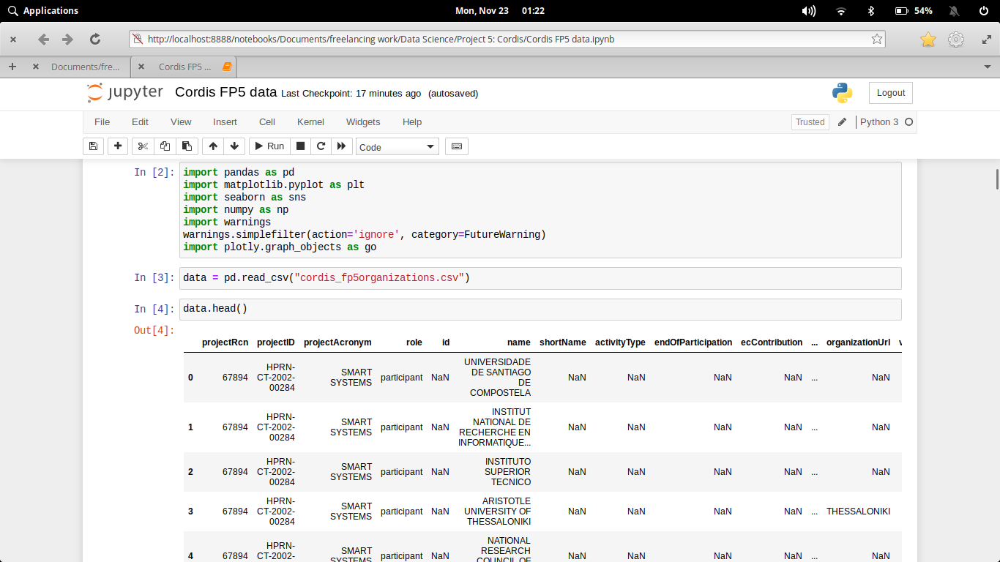 Applications Mon, Nov 23 01:22 54%
http://localhost:8888/notebooks/Documents/freelancing work/Data Science/Project 5: Cordis/Cordis FP5 data.ipynb
Documents/fre... Cordis FP5 ...
jupyter Cordis FP5 data Last Checkpoint: 17 minutes ago (autosaved) Logout
File Edit View Insert Cell Kernel Widgets Help Trusted Python 3
Run Code
In [2]: import pandas as pd
import matplotlib.pyplot as plt
import seaborn as sns
import numpy as np
import warnings
warnings.simplefilter(action='ignore', category=FutureWarning)
import plotly.graph_objects as go
In [3]: data = pd.read_csv("cordis_fp5organizations.csv")
In [4]: data.head()
Out[4]:
projectRcn projectID projectAcronym role id name shortName activityType endOfParticipation ecContribution ... organizationUrl
UNIVERSIDADE
HPRN- SMART DE SANTIAGO
0 67894 CT-2002- SYSTEMS participant NaN DE NaN NaN NaN NaN ... NaN
00284 COMPOSTELA
INSTITUT
HPRN- SMART NATIONAL DE
1 67894 CT-2002- SYSTEMS participant NaN RECHERCHE EN NaN NaN NaN NaN ... NaN
00284 INFORMATIQUE...
HPRN- SMART INSTITUTO
2 67894 CT-2002- SYSTEMS participant NaN SUPERIOR NaN NaN NaN NaN ... NaN
00284 TECNICO
HPRN- SMART ARISTOTLE
3 67894 CT-2002- SYSTEMS participant NaN UNIVERSITY OF NaN NaN NaN NaN ... THESSALONIKI
00284 THESSALONIKI
HPRN- SMART NATIONAL
4 67894 CT-2002- SYSTEMS participant NaN RESEARCH NaN NaN NaN NaN ... NaN
COUNCIL OF